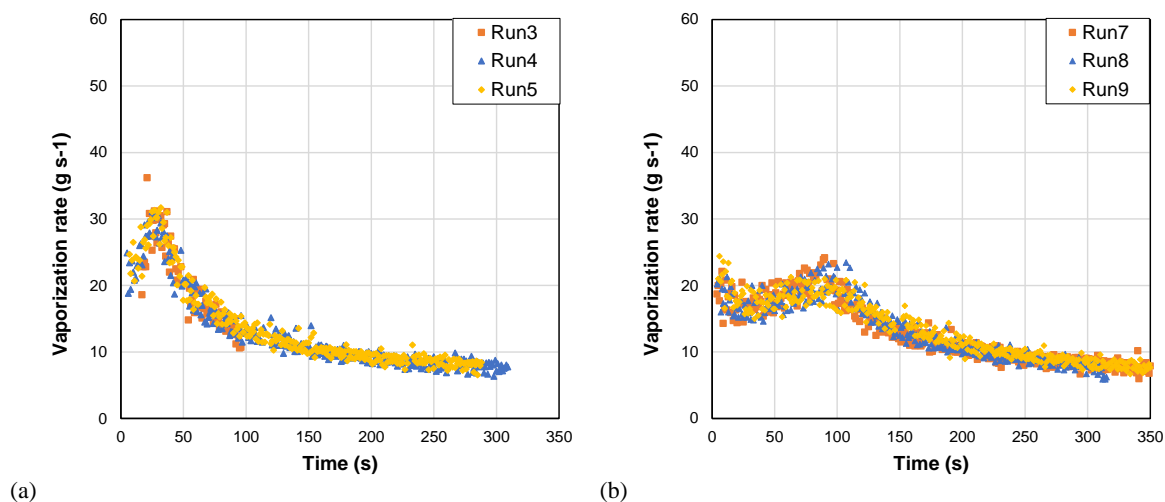 60
50
40
30
20
10
0
0 50 100 150 200 250 300 350
Vaporization rate (g s-1)
Time (s)
Run3
Run4
Run5
(a)
60
50
40
30
20
10
0
0 50 100 150 200 250 300 350
Vaporization rate (g s-1)
Time (s)
Run7
Run8
Run9
(b)